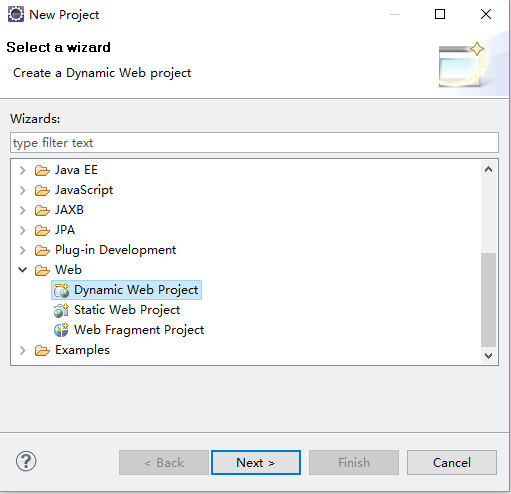 New Project
Select a wizard
Create a Dynamic Web project
Wizards:
type filter text
Java EE
JavaScript
JAXB
JPA
Plug-in Development
Web
Dynamic Web Project
Static Web Project
Web Fragment Project
Examples
?
< Back
Next >
Finish
Cancel